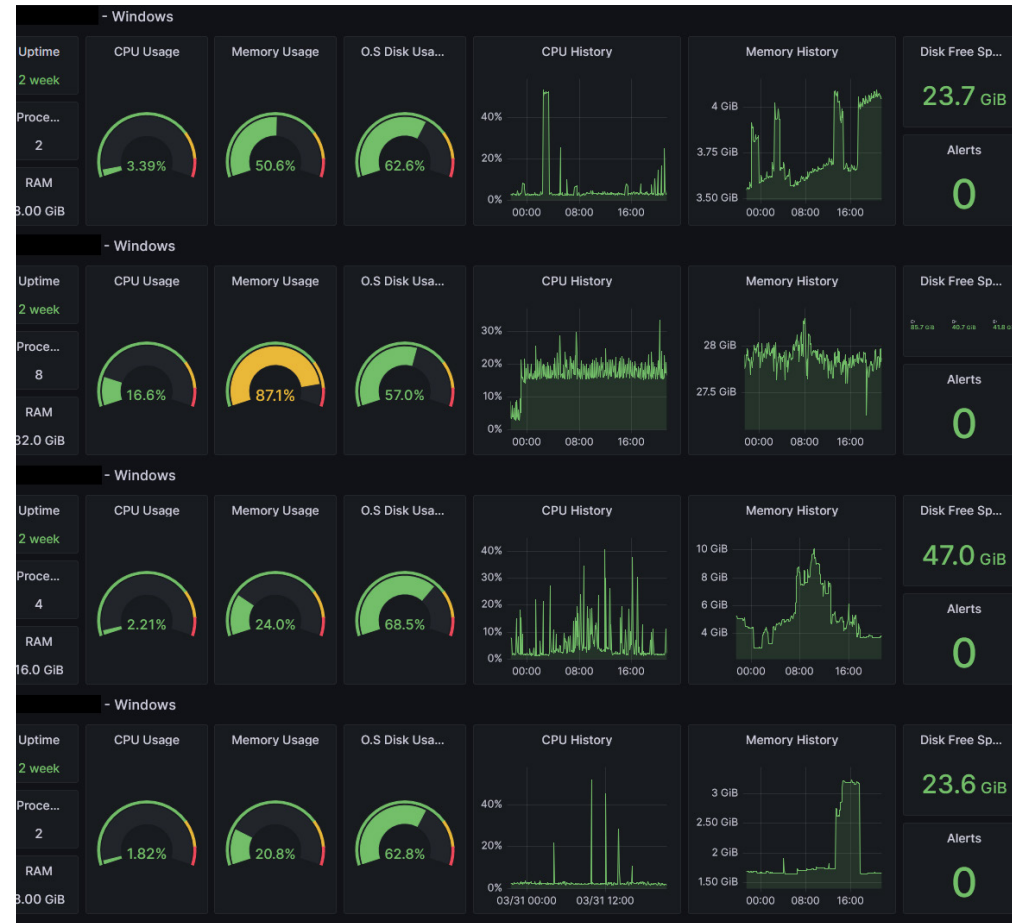 - Windows
Uptime
2 week
Proce...
2
RAM
8.00 GiB
CPU Usage
3.39%
Memory Usage
50.6%
O.S Disk Usa...
62.6%
CPU History
40%
20%
0%
00:00 08:00 16:00
Memory History
4 GiB
3.75 GiB
3.50 GiB
00:00 08:00 16:00
Disk Free Sp...
23.7 GiB
Alerts
0
- Windows
Uptime
2 week
Proce...
8
RAM
32.0 GiB
CPU Usage
16.6%
Memory Usage
87.1%
O.S Disk Usa...
57.0%
CPU History
30%
20%
10%
0%
00:00 08:00 16:00
Memory History
28 GiB
27.5 GiB
00:00 08:00 16:00
Disk Free Sp...
Alerts
0
- Windows
Uptime
2 week
Proce...
4
RAM
16.0 GiB
CPU Usage
2.21%
Memory Usage
24.0%
O.S Disk Usa...
68.5%
CPU History
40%
30%
20%
10%
0%
00:00 08:00 16:00
Memory History
10 GiB
8 GiB
6 GiB
4 GiB
00:00 08:00 16:00
Disk Free Sp...
47.0 GiB
Alerts
0
- Windows
Uptime
2 week
Proce...
2
RAM
8.00 GiB
CPU Usage
1.82%
Memory Usage
20.8%
O.S Disk Usa...
62.8%
CPU History
40%
20%
0%
03/31 00:00 03/31 12:00
Memory History
3 GiB
2.50 GiB
2 GiB
1.50 GiB
00:00 08:00 16:00
Disk Free Sp...
23.6 GiB
Alerts
0